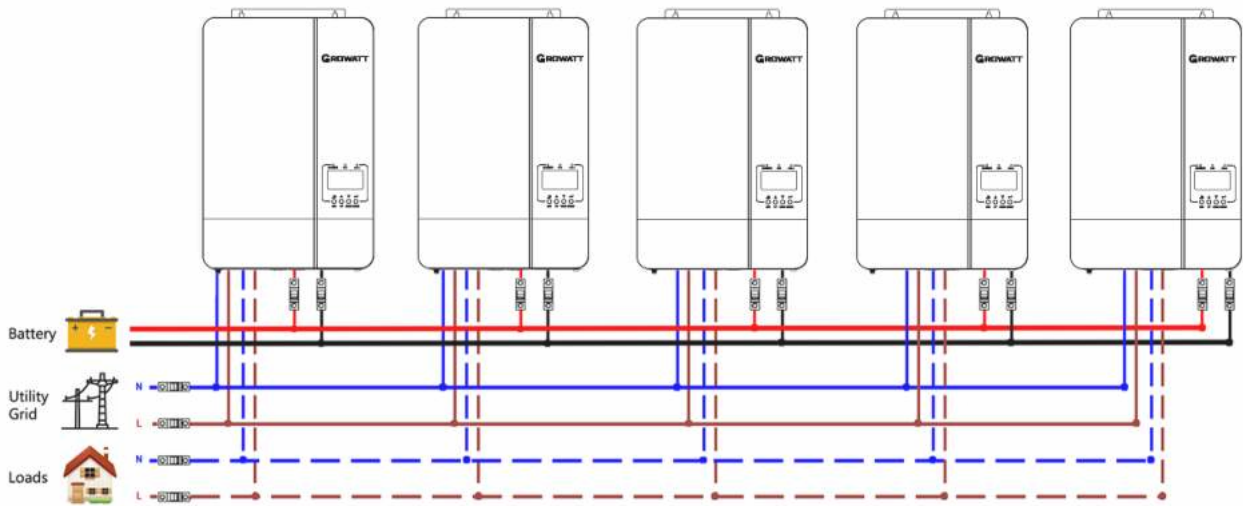 GROWATT GROWATT GROWATT GROWATT GROWATT
Battery
+ −
Utility
Grid
N
L
Loads
N
L